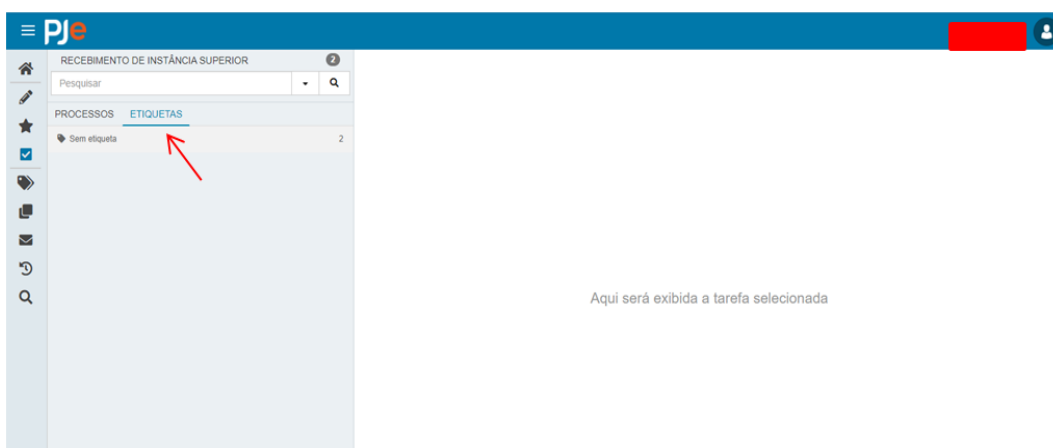 PJe
RECEBIMENTO DE INSTÂNCIA SUPERIOR 2
Pesquisar
PROCESSOS ETIQUETAS
Sem etiqueta 2
Aqui será exibida a tarefa selecionada